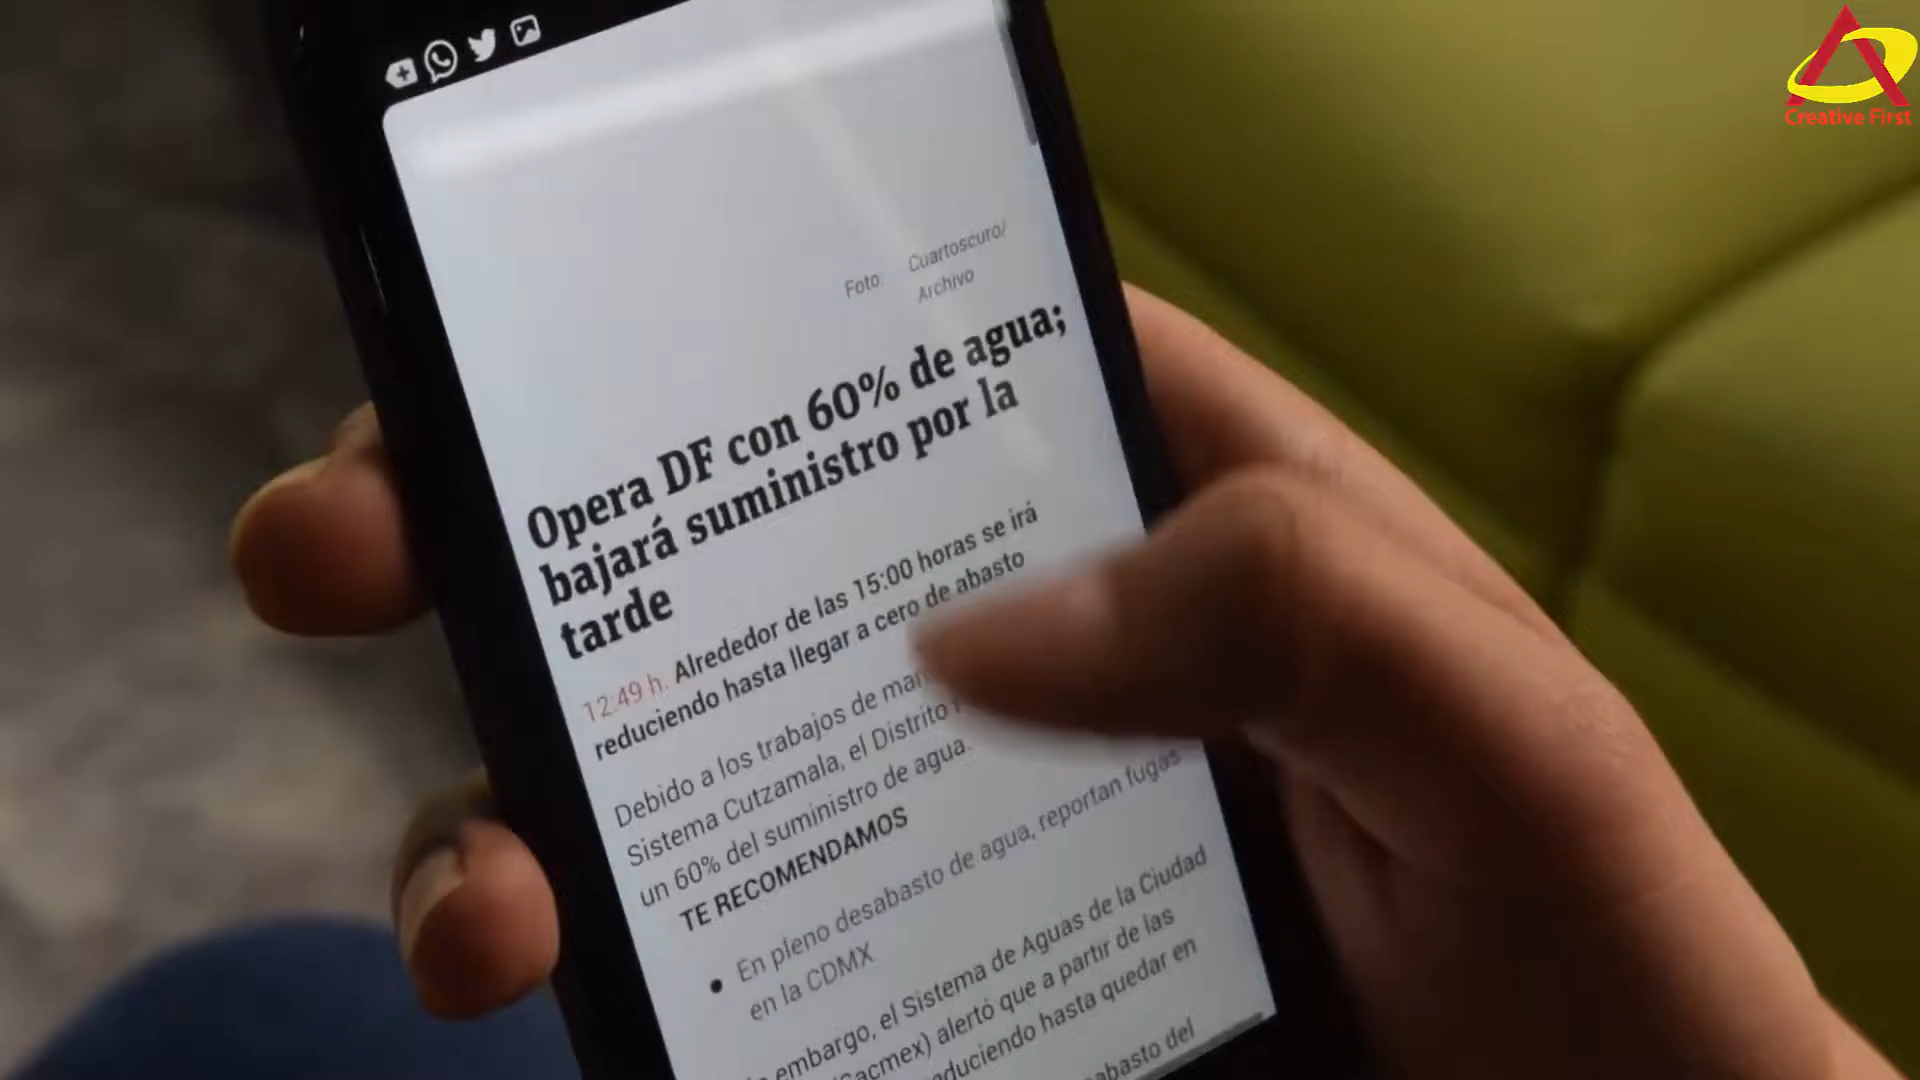 Creative First
Foto: Cuartoscuro/
Archivo
Opera DF con 60% de agua;
bajará suministro por la
tarde
12:49 h. Alrededor de las 15:00 horas se irá
reduciendo hasta llegar a cero de abasto
Debido a los trabajos de
Sistema Cutzamala, el Distrito
un 60% del suministro de agua.
TE RECOMENDAMOS
En pleno desabasto de agua, reportan fugas
en la CDMX
embargo, el Sistema de Aguas de la Ciudad
Sacmex) alertó que a partir de las
educiendo hasta quedar en
abasto del